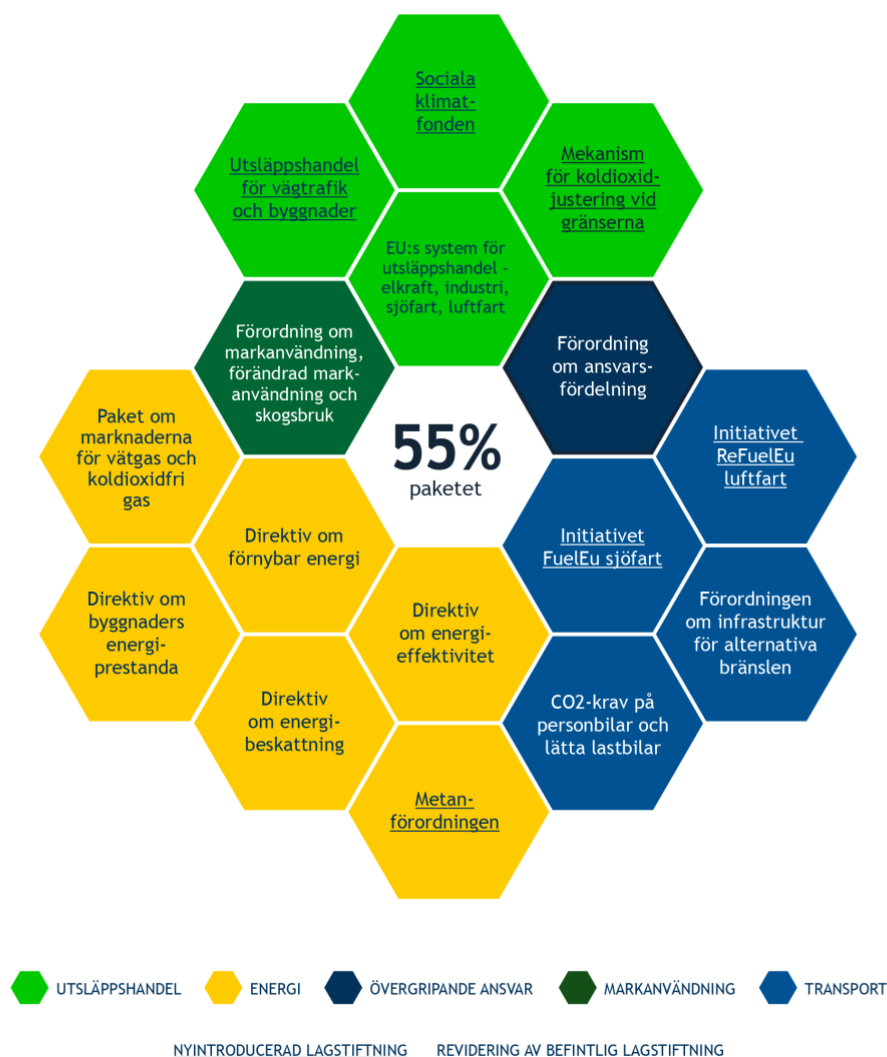 Sociala
klimat-
fonden
Utsläppshandel
för vägtrafik
och byggnader
Mekanism
för koldioxid-
justering vid
gränserna
EU:s system för
utsläppshandel -
elkraft, industri,
sjöfart, luftfart
Förordning om
markanvändning,
förändrad mark-
användning och
skogsbruk
Förordning
om ansvars-
fördelning
Paket om
marknaderna
för vätgas och
koldioxidfri
gas
55%
paketet
Initiativet
ReFuelEu
luftfart
Direktiv om
förnybar energi
Initiativet
FuelEu sjöfart
Direktiv om
byggnaders
energi-
prestanda
Direktiv
om energi-
effektivitet
Förordningen
om infrastruktur
för alternativa
bränslen
Direktiv
om energi-
beskattning
CO2-krav på
personbilar och
lätta lastbilar
Metan-
förordningen
UTSLÄPPSHANDEL
ENERGI
ÖVERGRIPANDE ANSVAR
MARKANVÄNDNING
TRANSPORT
NYINTRODUCERAD LAGSTIFTNING
REVIDERING AV BEFINTLIG LAGSTIFTNING